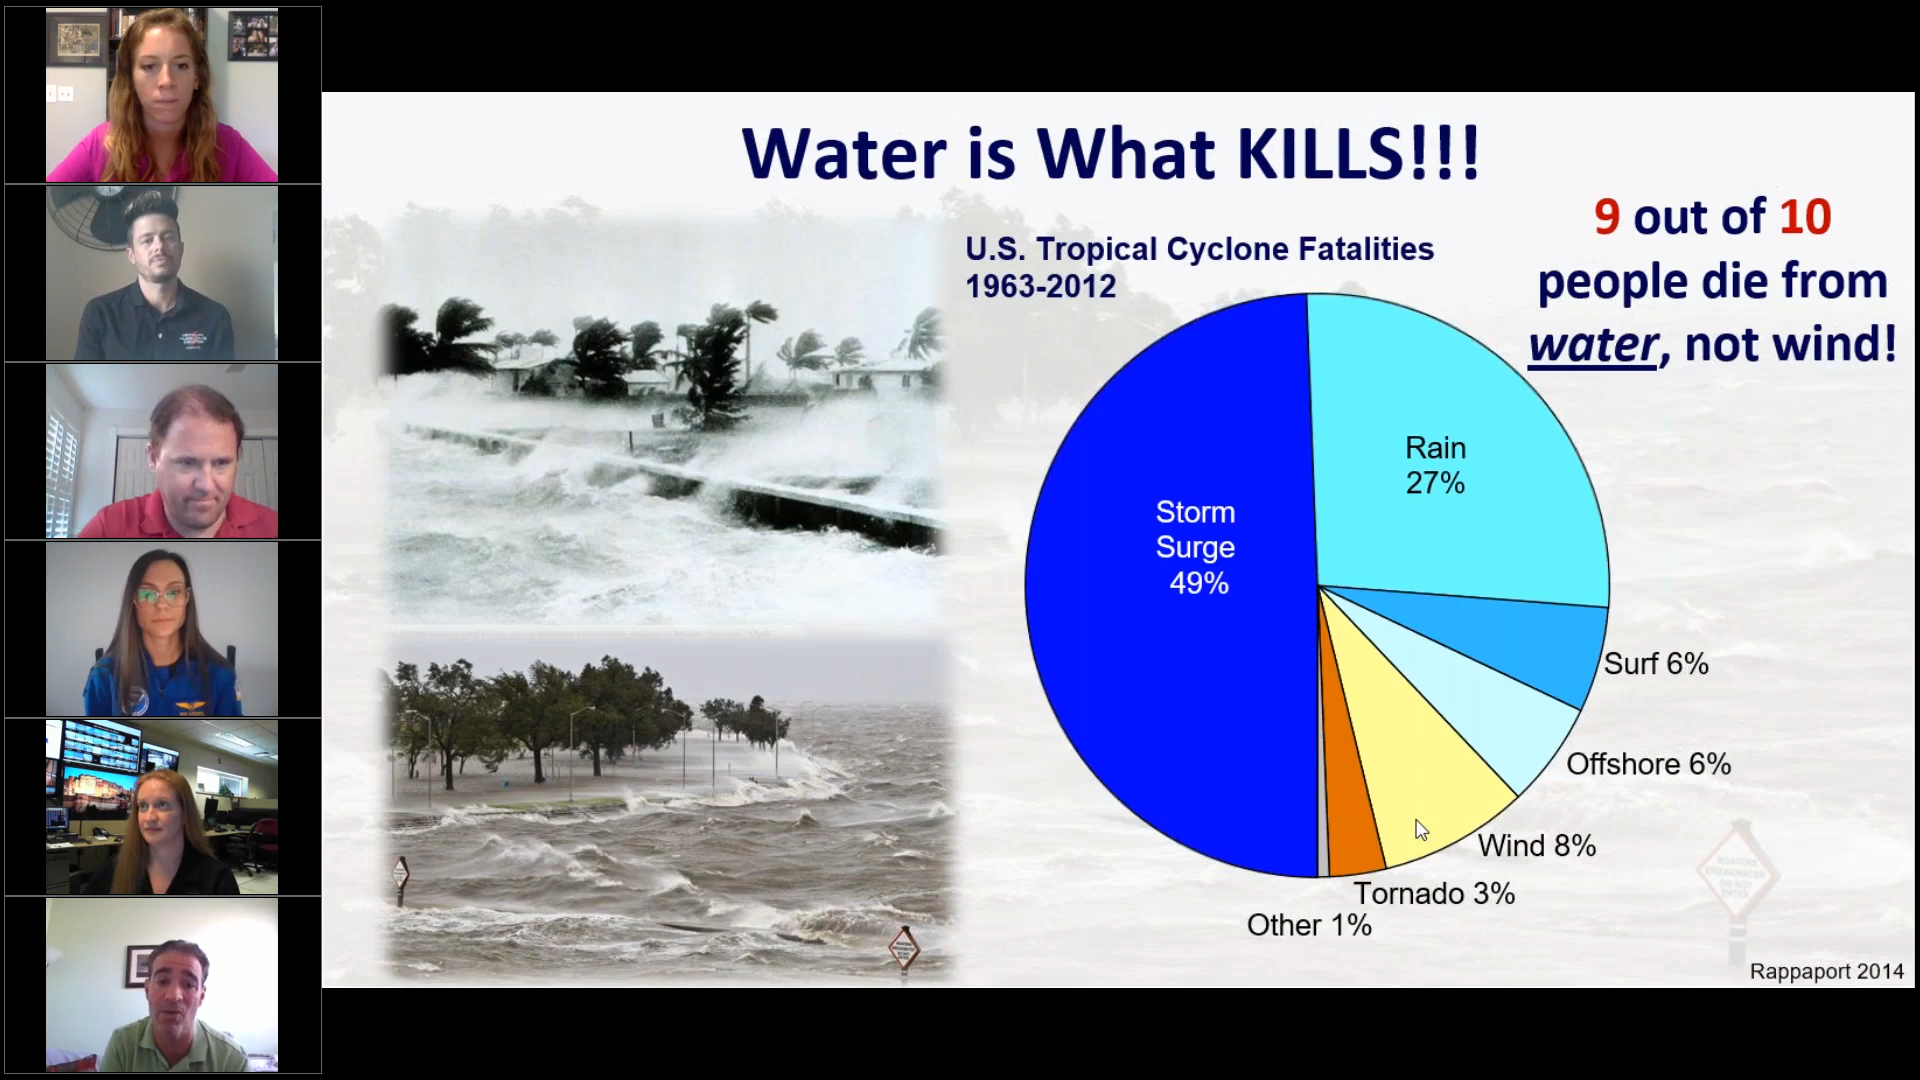 Water is What KILLS!!!
9 out of 10
people die from
water, not wind!
U.S. Tropical Cyclone Fatalities
1963-2012
Rain
27%
Storm
Surge
49%
Surf 6%
Offshore 6%
Wind 8%
Tornado 3%
Other 1%
Rappaport 2014